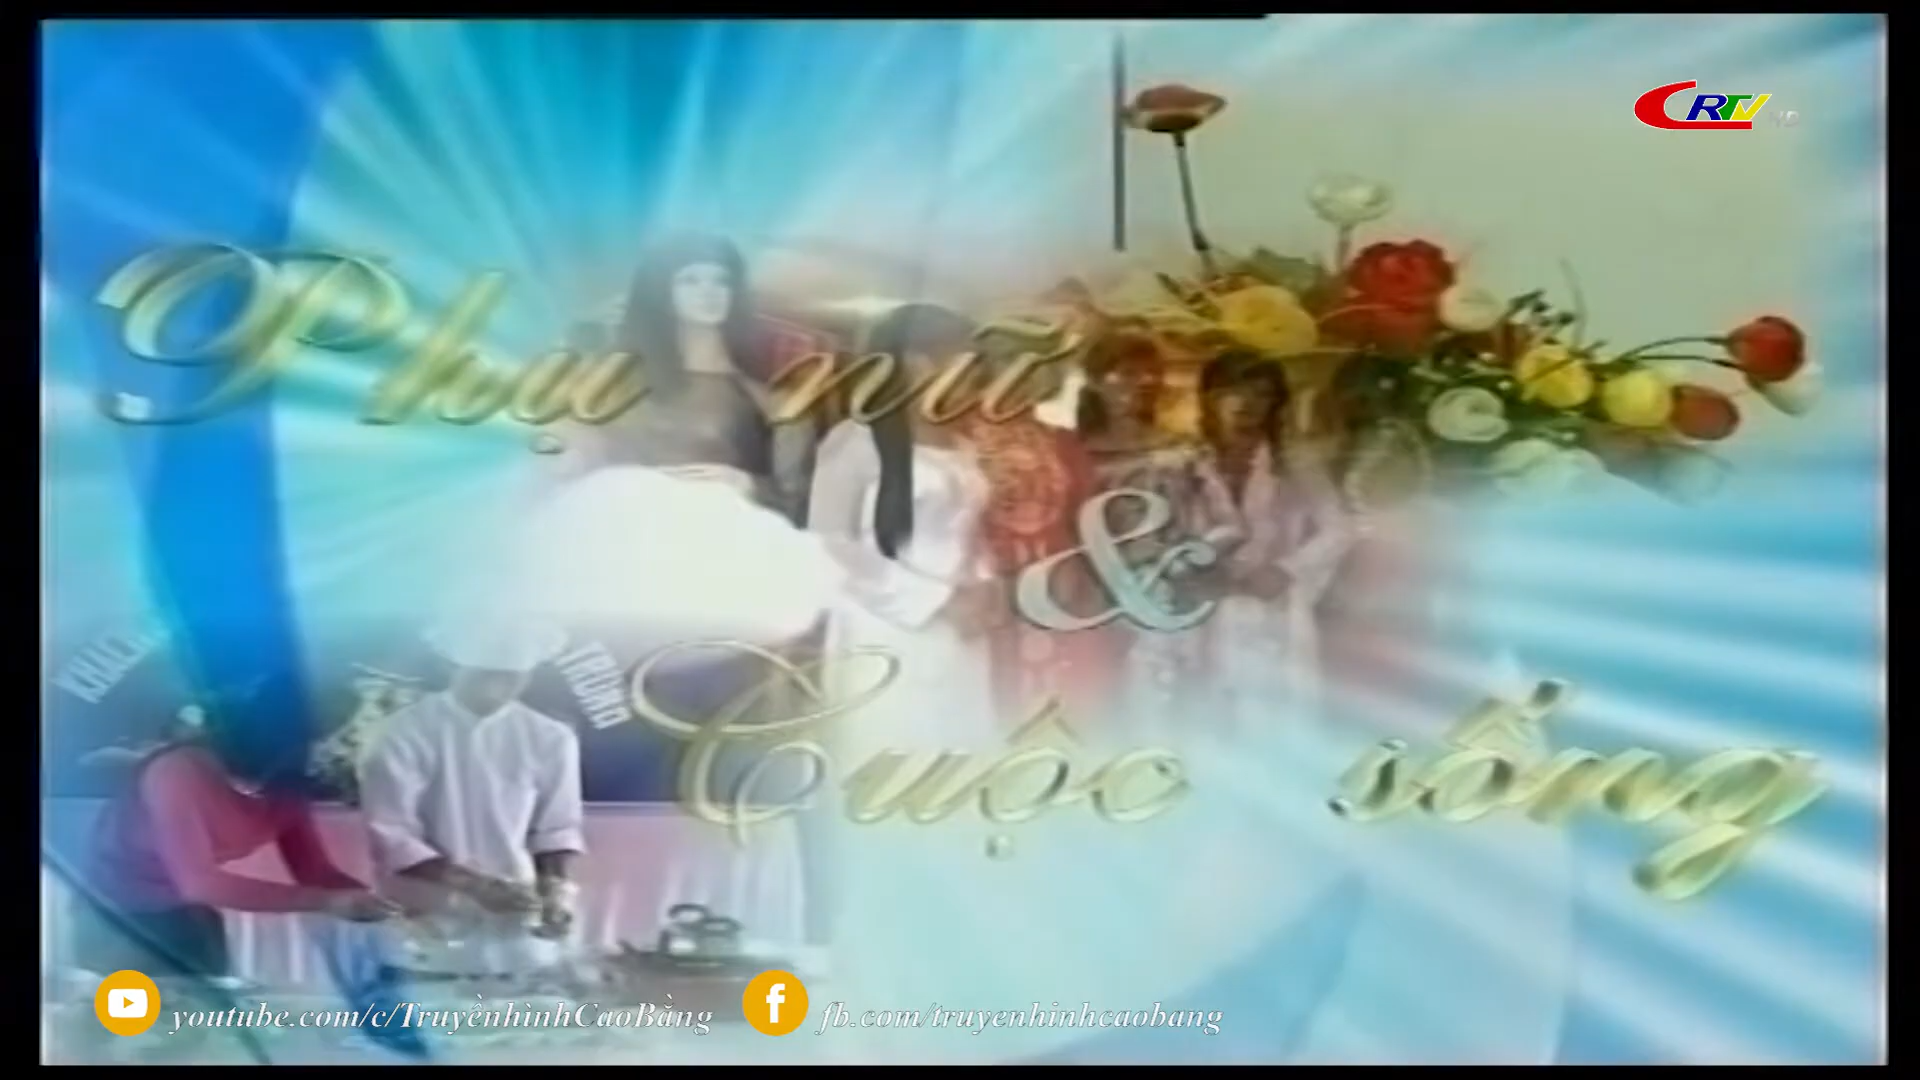 CRTV
Phụ nữ
&
Cuộc sống
youtube.com/c/TruyềnhìnhCaoBằng
fb.com/truyenhinhcaobang